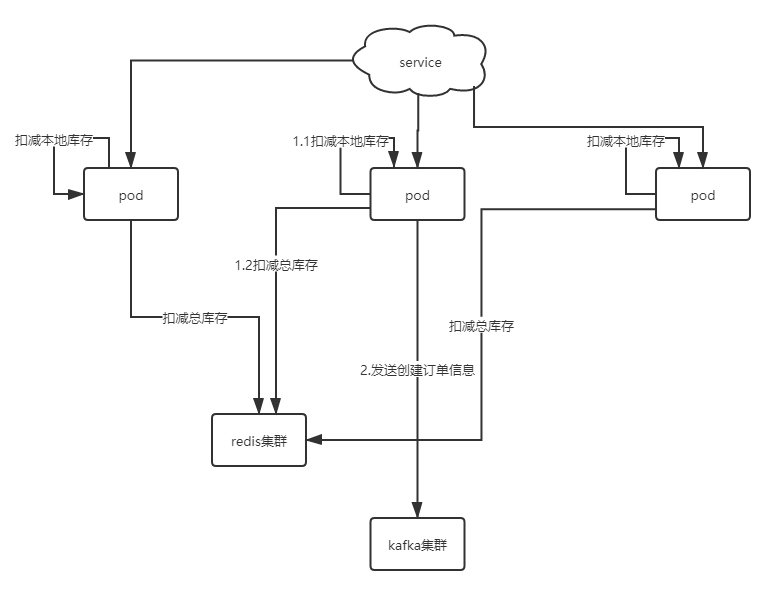 service
扣减本地库存
1.1扣减本地库存
扣减本地库存
pod
pod
pod
1.2扣减总库存
扣减总库存
扣减总库存
2.发送创建订单信息
redis集群
kafka集群